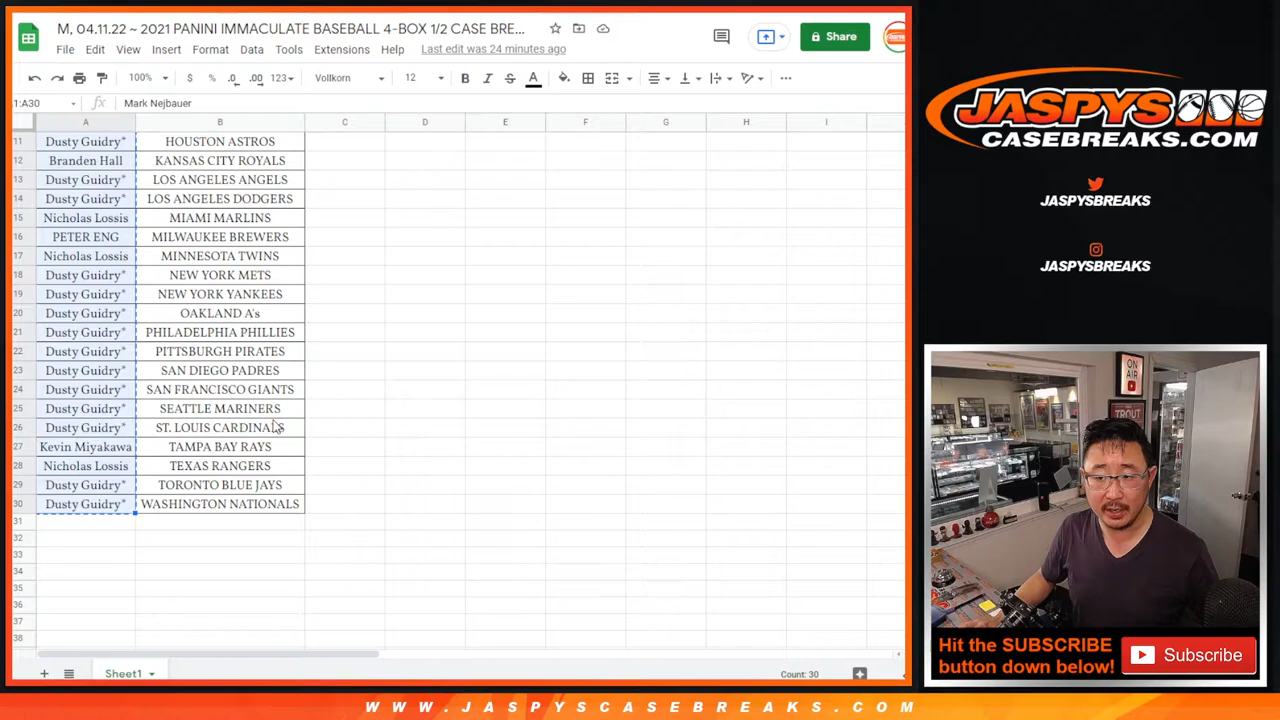 M, 04.11.22 ~ 2021 PANINI IMMACULATE BASEBALL 4-BOX 1/2 CASE BRE...
File Edit View Insert Format Data Tools Extensions Help Last edit was 24 minutes ago
Share
100% $ % .0 .00 123 Vollkorn 12 B I S A
1:A30 fx Mark Nejbauer
A B C D E F G H I
11 Dusty Guidry* HOUSTON ASTROS
12 Branden Hall KANSAS CITY ROYALS
13 Dusty Guidry* LOS ANGELES ANGELS
14 Dusty Guidry* LOS ANGELES DODGERS
15 Nicholas Lossis MIAMI MARLINS
16 PETER ENG MILWAUKEE BREWERS
17 Nicholas Lossis MINNESOTA TWINS
18 Dusty Guidry* NEW YORK METS
19 Dusty Guidry* NEW YORK YANKEES
20 Dusty Guidry* OAKLAND A's
21 Dusty Guidry* PHILADELPHIA PHILLIES
22 Dusty Guidry* PITTSBURGH PIRATES
23 Dusty Guidry* SAN DIEGO PADRES
24 Dusty Guidry* SAN FRANCISCO GIANTS
25 Dusty Guidry* SEATTLE MARINERS
26 Dusty Guidry* ST. LOUIS CARDINALS
27 Kevin Miyakawa TAMPA BAY RAYS
28 Nicholas Lossis TEXAS RANGERS
29 Dusty Guidry* TORONTO BLUE JAYS
30 Dusty Guidry* WASHINGTON NATIONALS
31
32
33
34
35
36
37
38
Sheet1
Count: 30
JASPYS
CASEBREAKS.COM
JASPYSBREAKS
JASPYSBREAKS
ON
AIR
TROUT
Hit the SUBSCRIBE
button down below!
Subscribe
WWW.JASPYSCASEBREAKS.COM